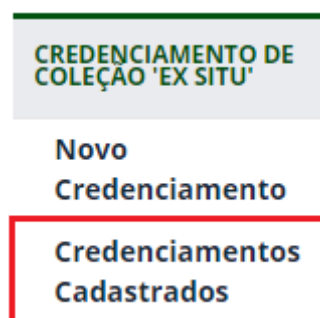 CREDENCIAMENTO DE
COLEÇÃO 'EX SITU'
Novo
Credenciamento
Credenciamentos
Cadastrados